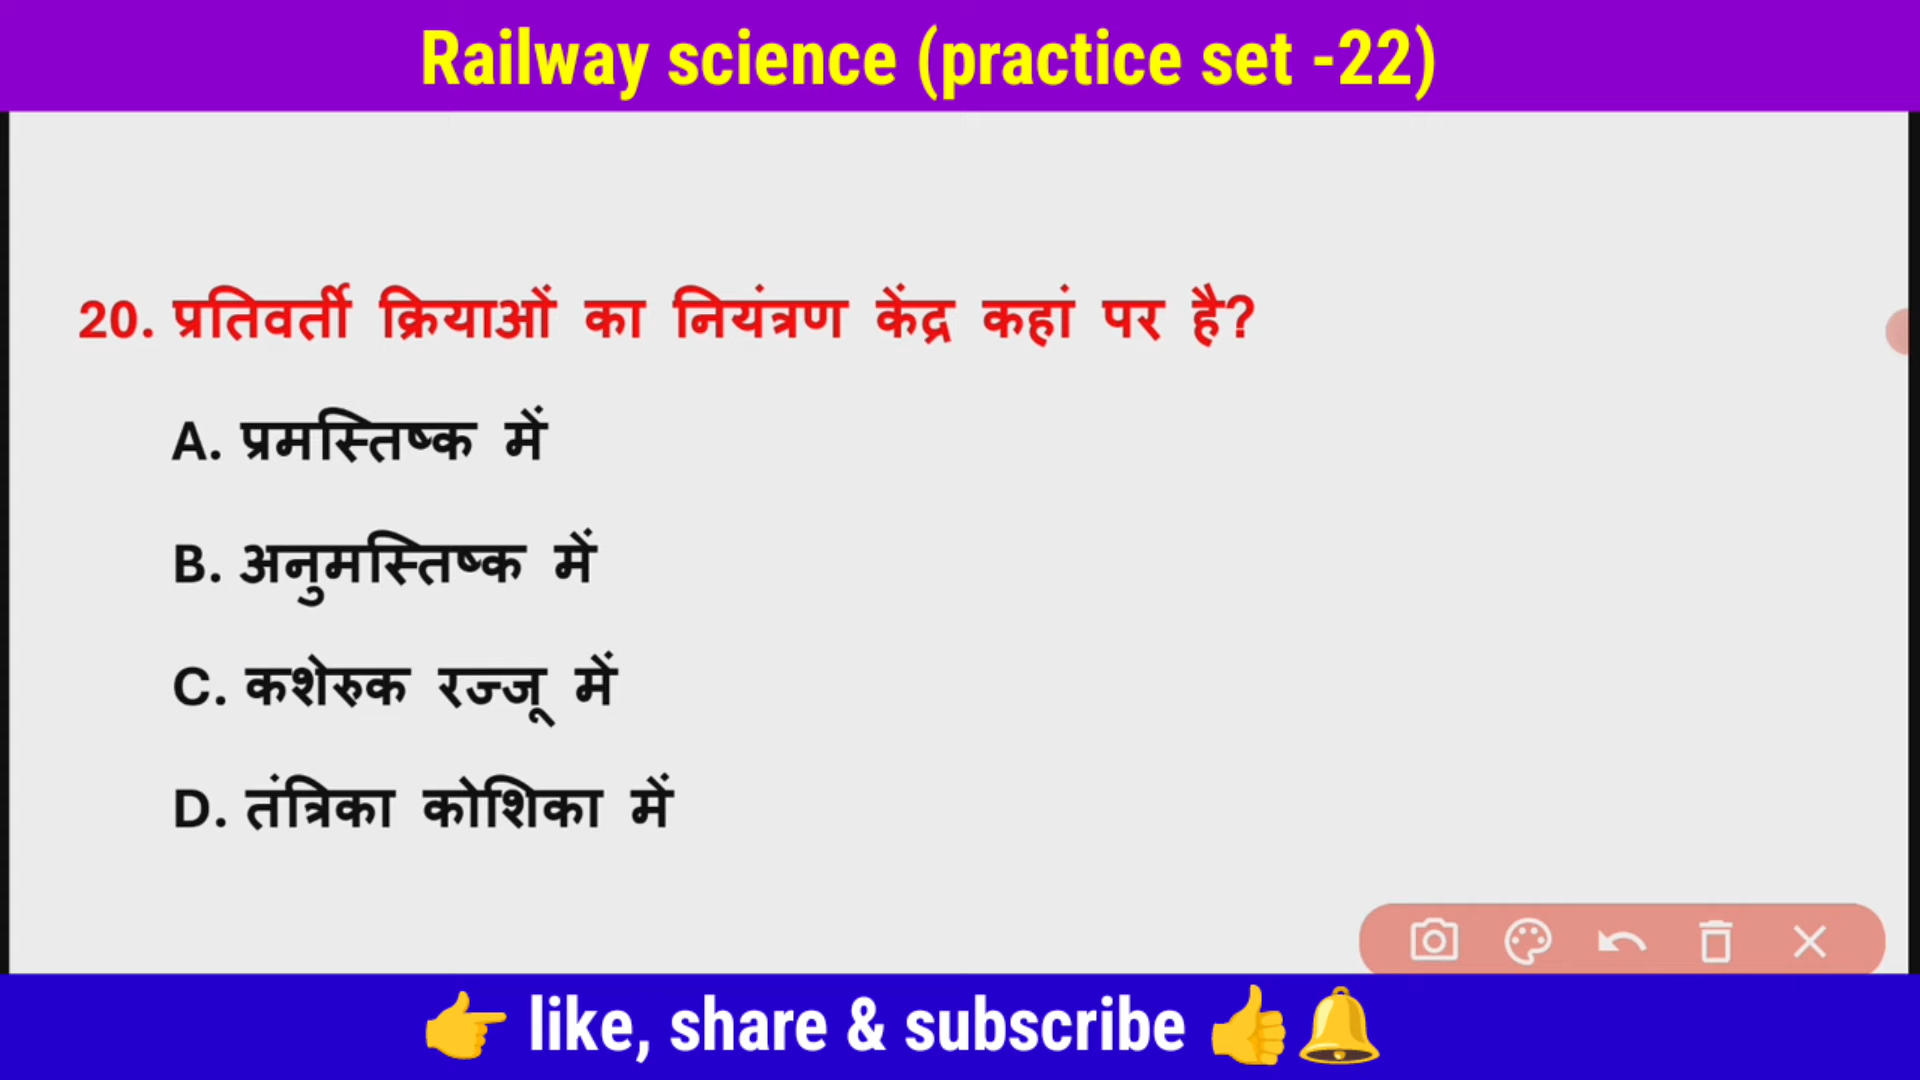 Railway science (practice set -22)
20. प्रतिवर्ती क्रियाओं का नियंत्रण केंद्र कहां पर है?
A. प्रमस्तिष्क में
B. अनुमस्तिष्क में
C. कशेरुक रज्जू में
D. तंत्रिका कोशिका में
👉 like, share & subscribe 👍🔔